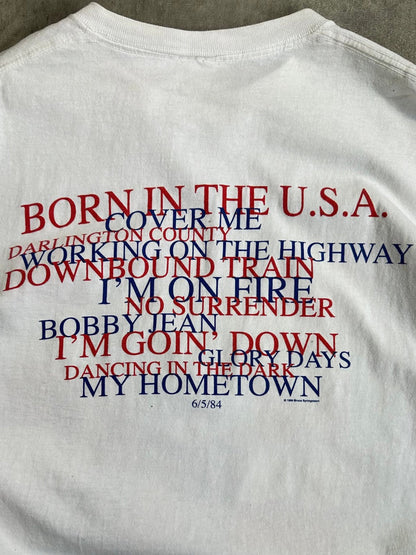 BORN IN THE U.S.A.
COVER ME
DARLINGTON COUNTY
WORKING ON THE HIGHWAY
DOWNBOUND TRAIN
I'M ON FIRE
NO SURRENDER
BOBBY JEAN
I'M GOIN' DOWN
GLORY DAYS
DANCING IN THE DARK
MY HOMETOWN
6/5/84